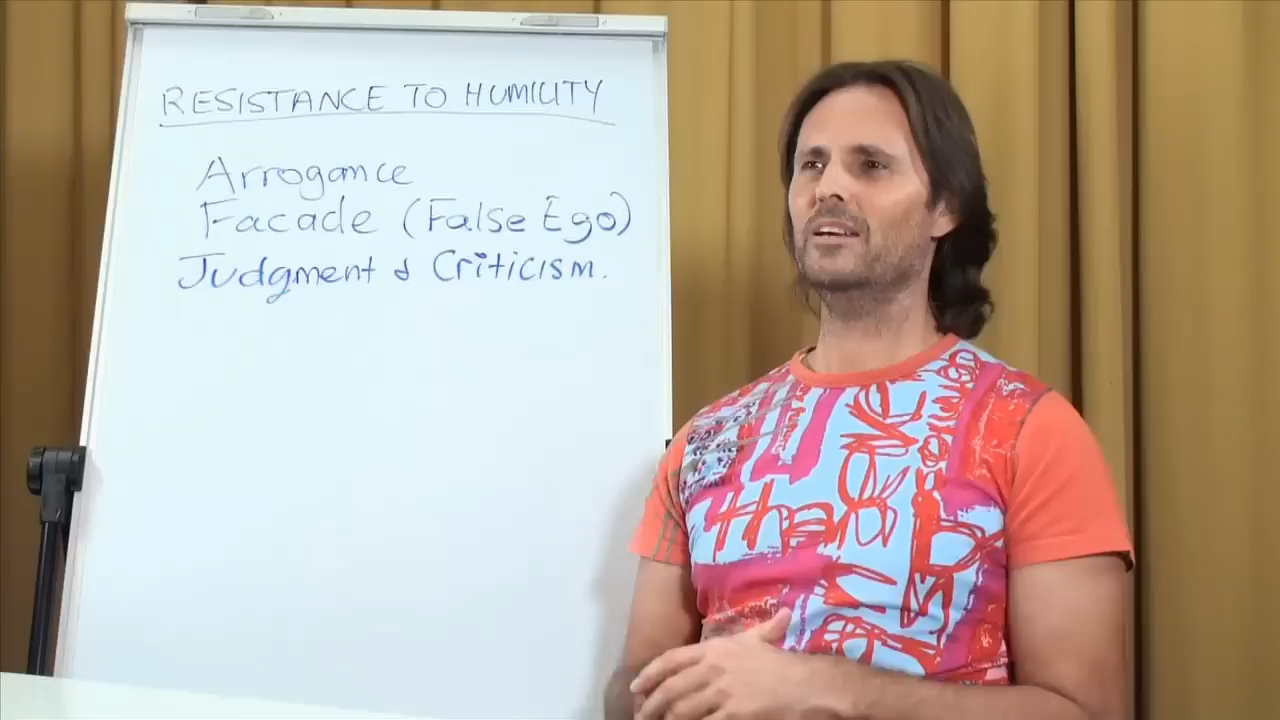 RESISTANCE TO HUMILITY
Arrogance
Facade (False Ego)
Judgment & Criticism.